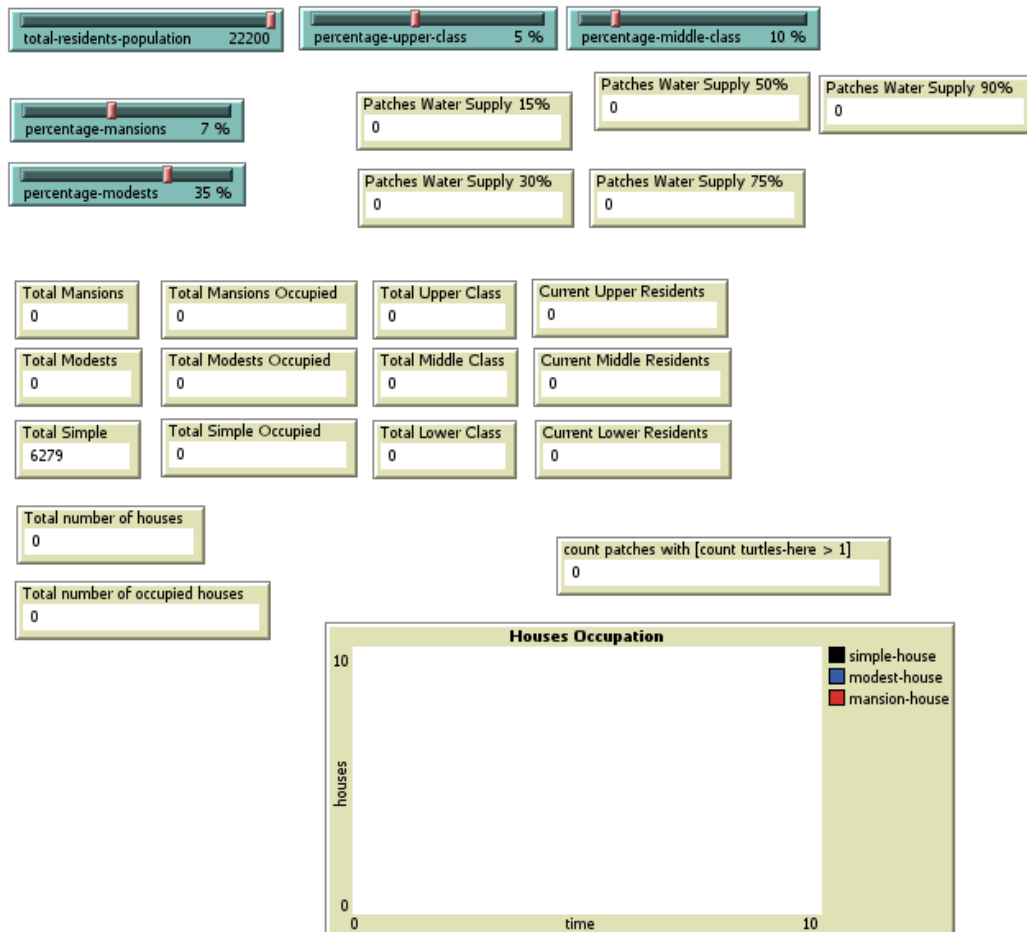 total-residents-population 22200
percentage-upper-class 5 %
percentage-middle-class 10 %
Patches Water Supply 15%
0
Patches Water Supply 50%
0
Patches Water Supply 90%
0
percentage-mansions 7 %
percentage-modests 35 %
Patches Water Supply 30%
0
Patches Water Supply 75%
0
Total Mansions
0
Total Mansions Occupied
0
Total Upper Class
0
Current Upper Residents
0
Total Modests
0
Total Modests Occupied
0
Total Middle Class
0
Current Middle Residents
0
Total Simple
6279
Total Simple Occupied
0
Total Lower Class
0
Current Lower Residents
0
Total number of houses
0
count patches with [count turtles-here > 1]
0
Total number of occupied houses
0
Houses Occupation
10
houses
0
0
time
10
simple-house
modest-house
mansion-house